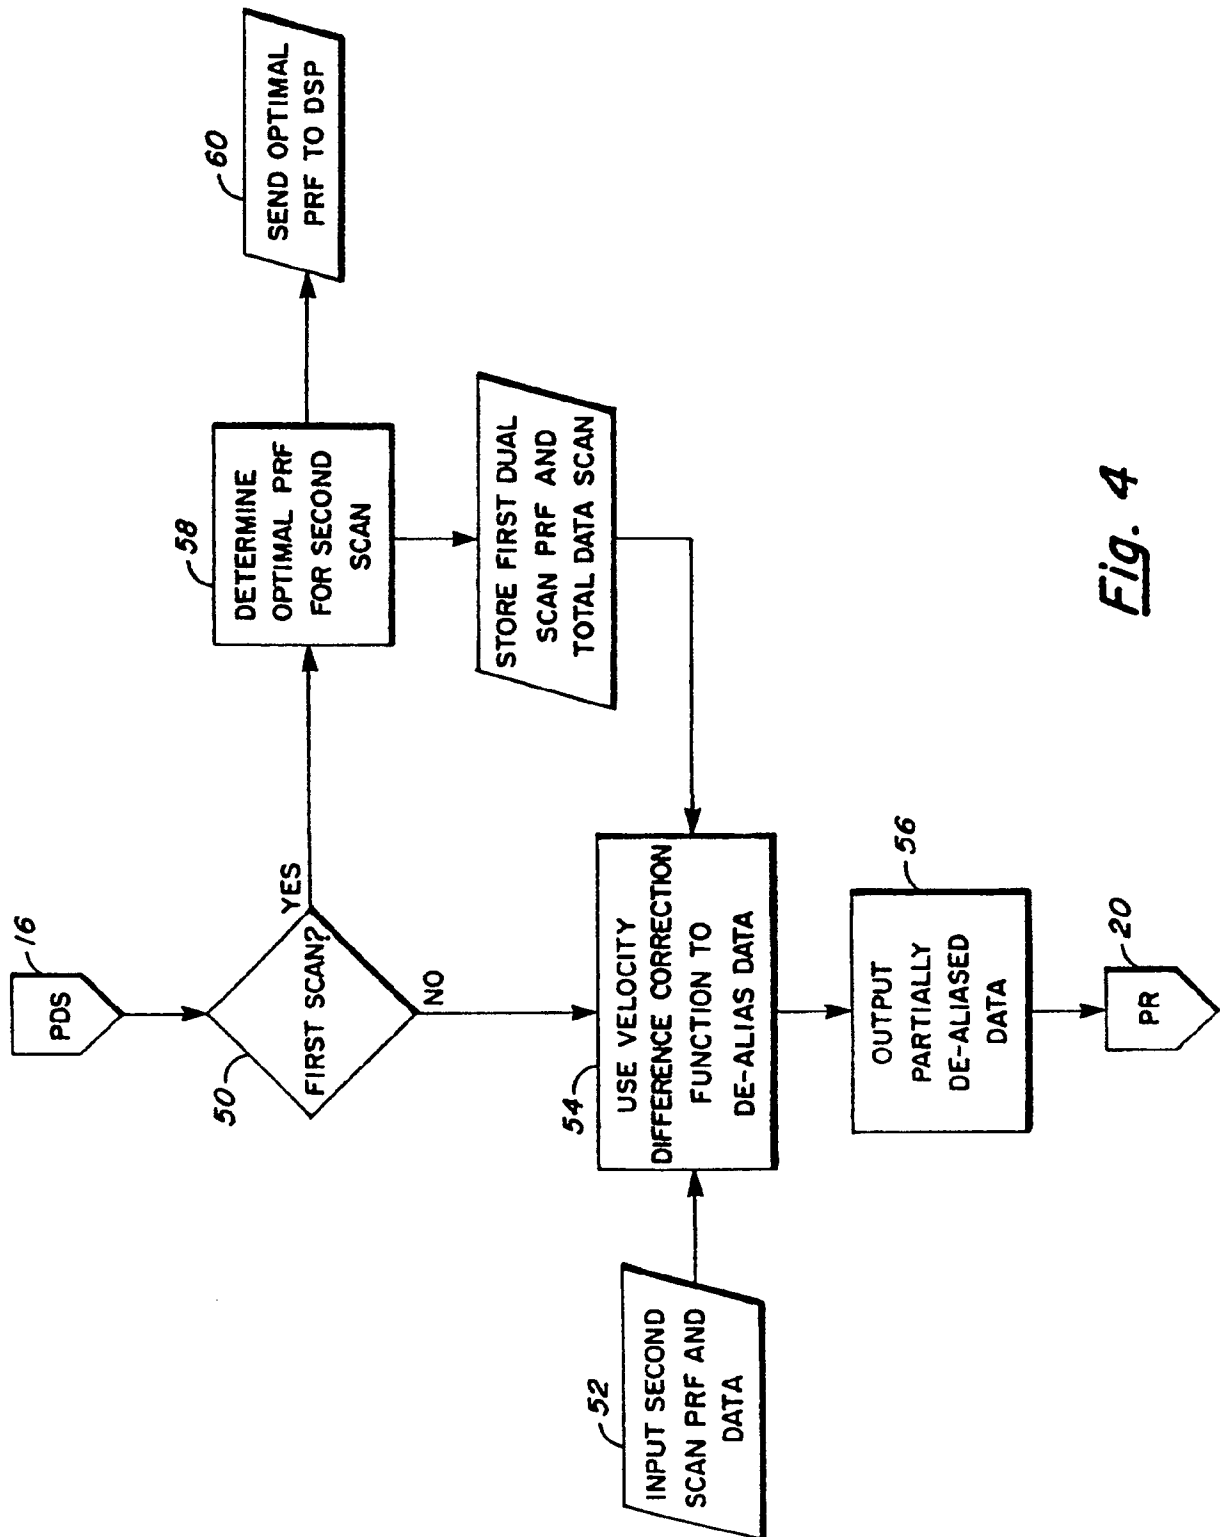 16
PDS
50
FIRST SCAN?
YES
NO
58
DETERMINE
OPTIMAL PRF
FOR SECOND
SCAN
60
SEND OPTIMAL
PRF TO DSP
STORE FIRST DUAL
SCAN PRF AND
TOTAL DATA SCAN
52
INPUT SECOND
SCAN PRF AND
DATA
54
USE VELOCITY
DIFFERENCE CORRECTION
FUNCTION TO
DE-ALIAS DATA
56
OUTPUT
PARTIALLY
DE-ALIASED
DATA
20
PR
Fig. 4